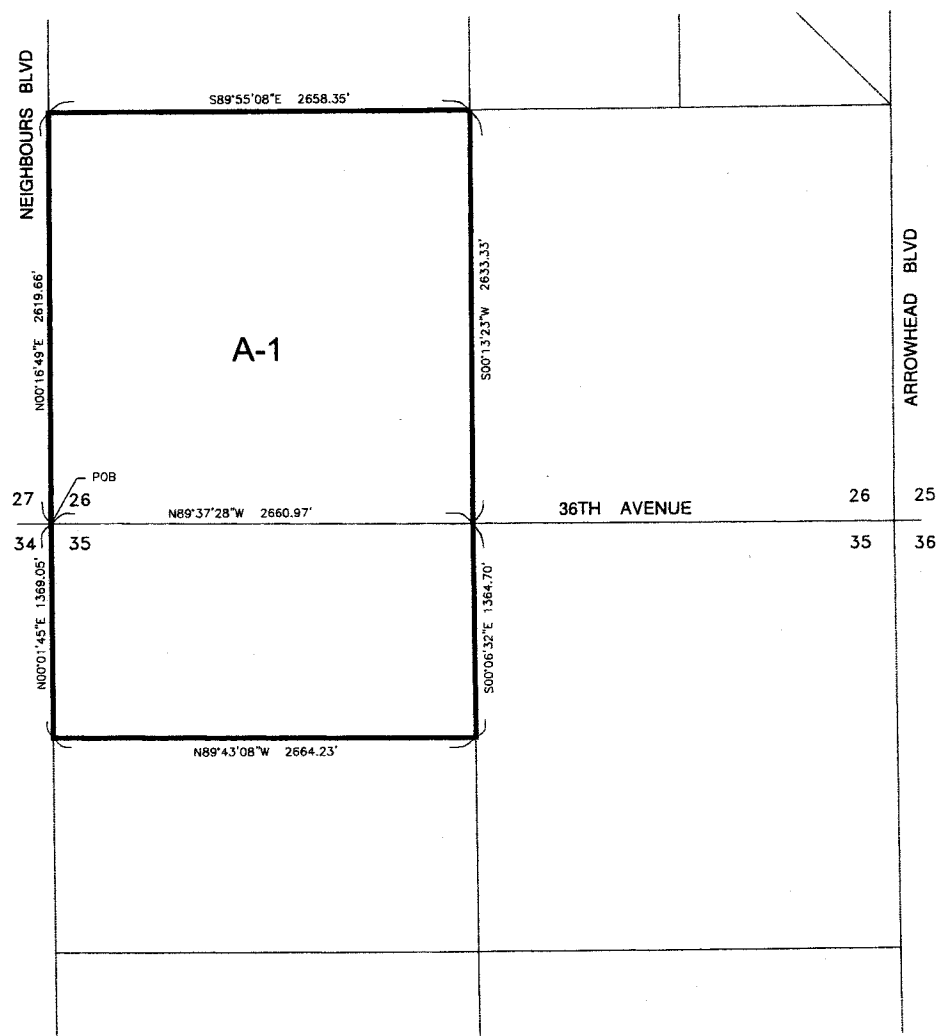 NEIGHBOURS BLVD
S89°55'08"E 2658.35'
N00°16'49"E 2619.66'
S00°13'23"W 2633.33'
ARROWHEAD BLVD
A-1
POB
27 26
N89°37'28"W 2660.97'
36TH AVENUE
26 25
34 35
35 36
N00°01'45"E 1369.05'
S00°06'32"E 1364.70'
N89°43'08"W 2664.23'